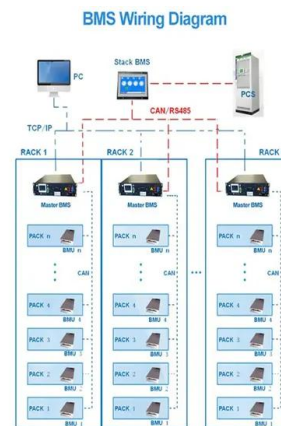 BMS Wiring Diagram
PC
Stack BMS
PCS
CAN/RS485
TCP/IP
RACK 1
RACK 2
RACK
Master BMS
Master BMS
Master BMS
PACK n
PACK n
PACK n
BMU n
BMU n
BMU n
CAN
CAN
CAN
PACK 4
PACK 4
PACK 4
BMU 4
BMU 4
BMU 4
PACK 3
PACK 3
PACK 3
BMU 3
BMU 3
BMU 3
PACK 2
PACK 2
PACK 2
BMU 2
BMU 2
BMU 2
PACK 1
PACK 1
PACK 1
BMU 1
BMU 1
BMU 1